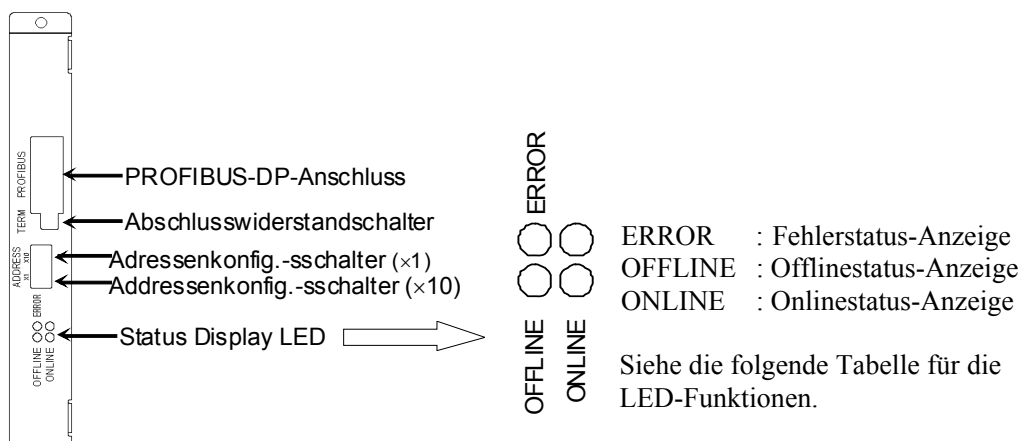 PROFIBUS
TERM
ADDRESS
X10
X1
ERROR
OFFLINE
ONLINE
PROFIBUS-DP-Anschluss
Abschlusswiderstandschalter
Adressenkonfig.-sschalter (×1)
Addressenkonfig.-sschalter (×10)
Status Display LED
ERROR
OFFLINE
ONLINE
ERROR : Fehlerstatus-Anzeige
OFFLINE : Offlinestatus-Anzeige
ONLINE : Onlinestatus-Anzeige
Siehe die folgende Tabelle für die
LED-Funktionen.